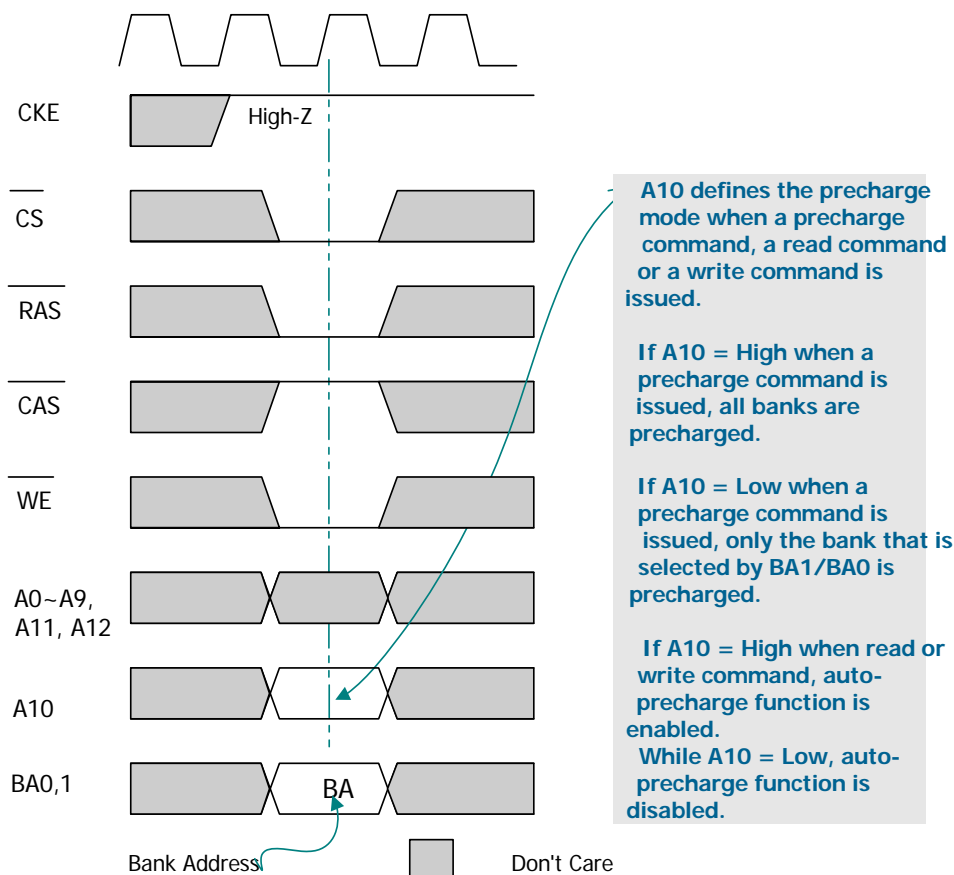 CKE
High-Z
CS
RAS
CAS
WE
A0~A9,
A11, A12
A10
BA0,1
BA
Bank Address
Don't Care
A10 defines the precharge
mode when a precharge
command, a read command
or a write command is
issued.
If A10 = High when a
precharge command is
issued, all banks are
precharged.
If A10 = Low when a
precharge command is
issued, only the bank that is
selected by BA1/BA0 is
precharged.
If A10 = High when read or
write command, auto-
precharge function is
enabled.
While A10 = Low, auto-
precharge function is
disabled.